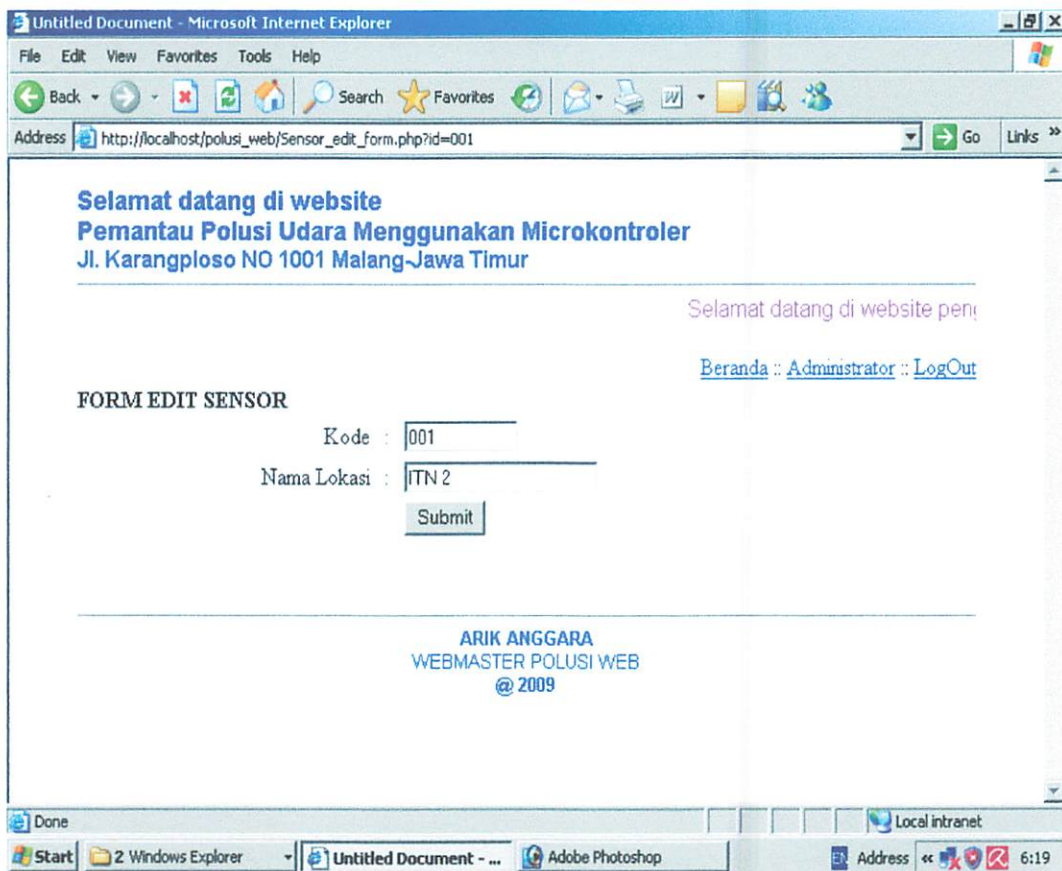 Untitled Document - Microsoft Internet Explorer
File Edit View Favorites Tools Help
Back Search Favorites
Address http://localhost/polusi_web/Sensor_edit_form.php?id=001 Go Links »
Selamat datang di website
Pemantau Polusi Udara Menggunakan Microkontroler
Jl. Karangploso NO 1001 Malang-Jawa Timur
Selamat datang di website peng
Beranda :: Administrator :: LogOut
FORM EDIT SENSOR
Kode : 001
Nama Lokasi : ITN 2
Submit
ARIK ANGGARA
WEBMASTER POLUSI WEB
@ 2009
Done Local intranet
Start 2 Windows Explorer Untitled Document - ... Adobe Photoshop EN Address « 6:19